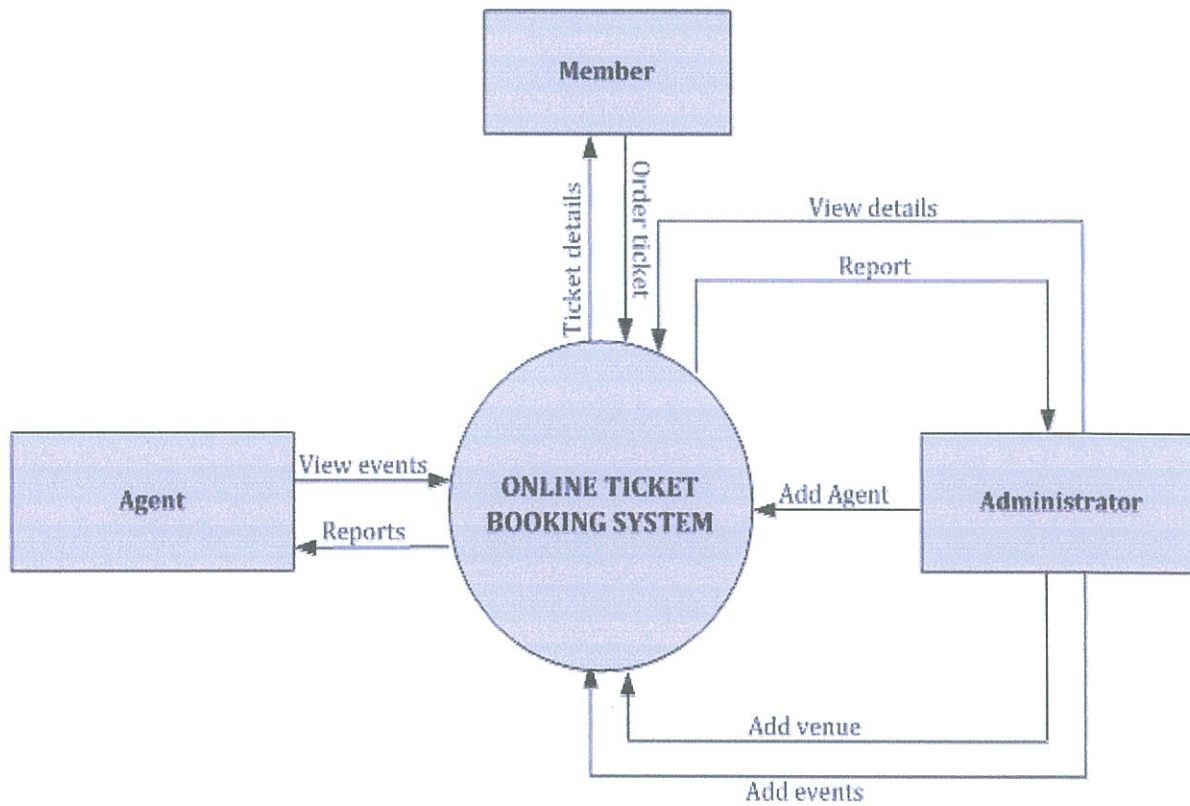 Member
Ticket details
Order ticket
View details
Report
Agent
View events
Reports
ONLINE TICKET
BOOKING SYSTEM
Add Agent
Administrator
Add venue
Add events